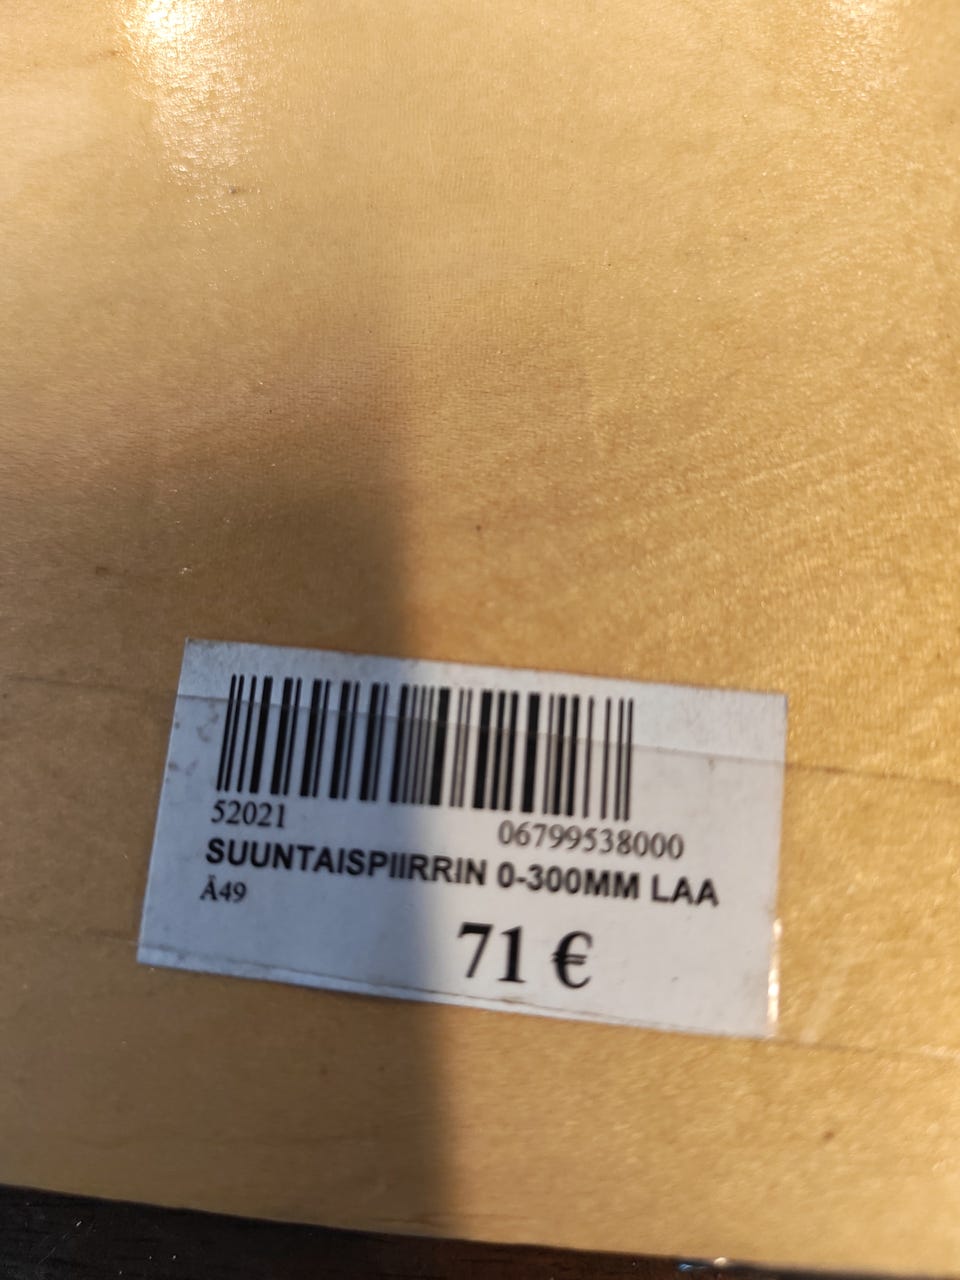 52021
06799538000
SUUNTAISPIIRRIN 0-300MM LAA
Ä49
71 €